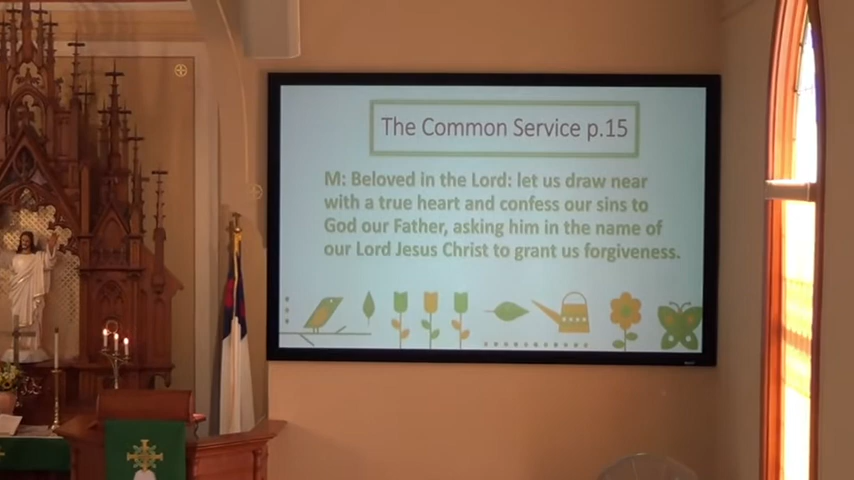 The Common Service p.15
M: Beloved in the Lord: let us draw near
with a true heart and confess our sins to
God our Father, asking him in the name of
our Lord Jesus Christ to grant us forgiveness.